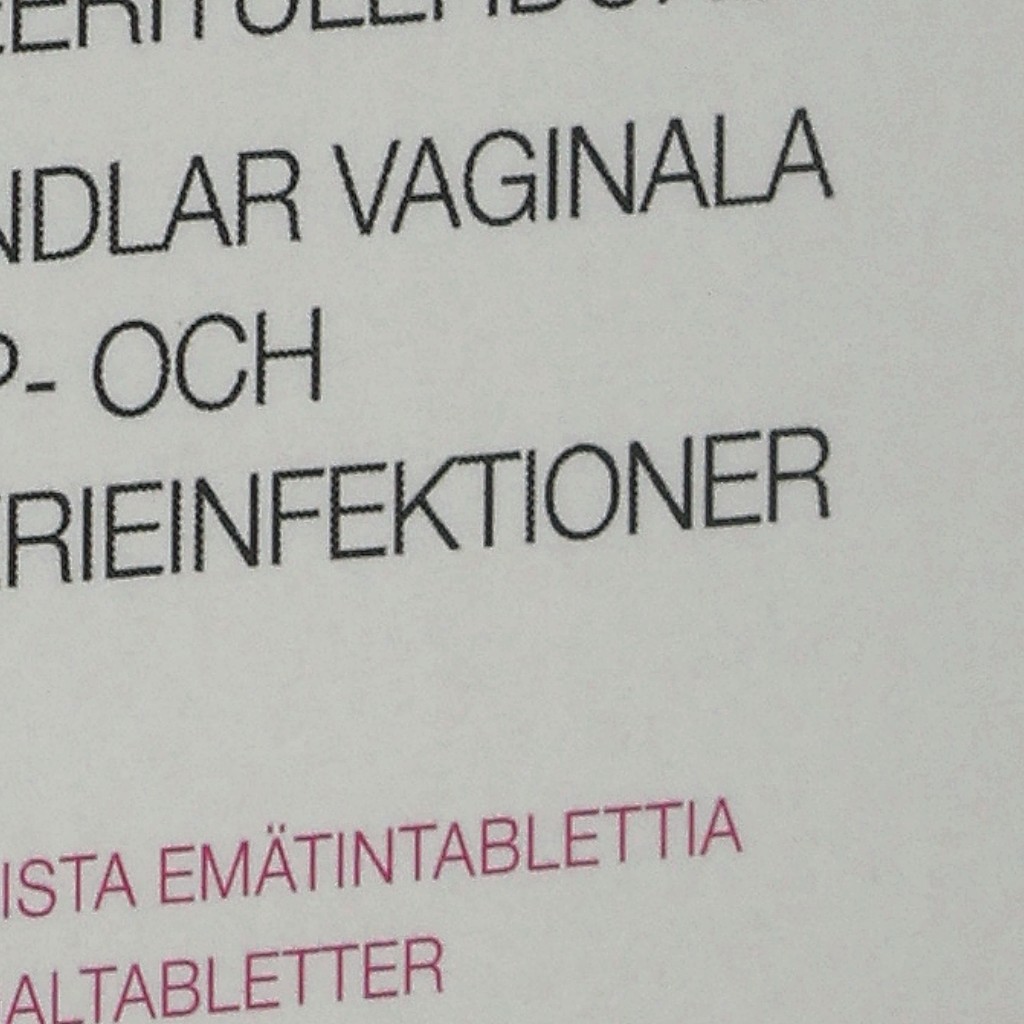 NDLAR VAGINALA
P- OCH
RIEINFEKTIONER
ISTA EMÄTINTABLETTIA
ALTABLETTER